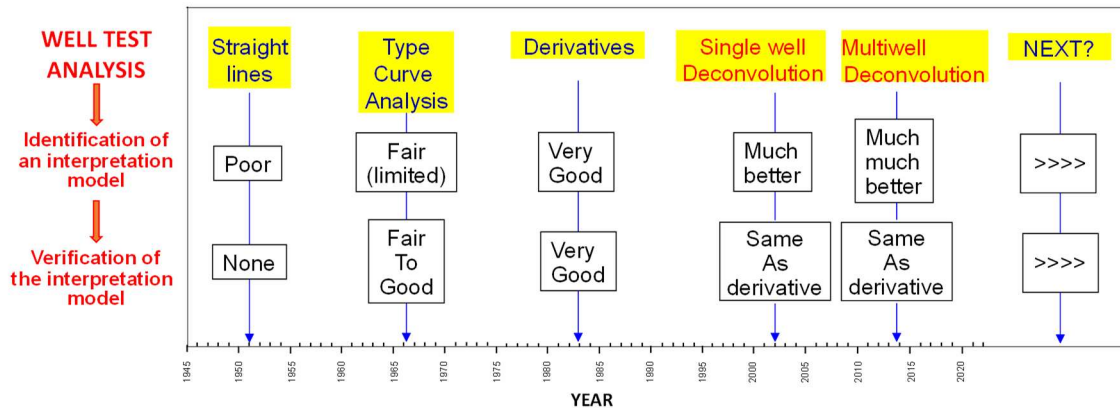 WELL TEST
ANALYSIS
Identification of
an interpretation
model
Verification of
the interpretation
model
Straight
lines
Type
Curve
Analysis
Derivatives
Single well
Deconvolution
Multiwell
Deconvolution
NEXT?
Poor
Fair
(limited)
Very
Good
Much
better
Much
much
better
>>>>
None
Fair
To
Good
Very
Good
Same
As
derivative
Same
As
derivative
>>>>
1945
1950
1955
1960
1965
1970
1975
1980
1985
1990
1995
2000
2005
2010
2015
2020
YEAR